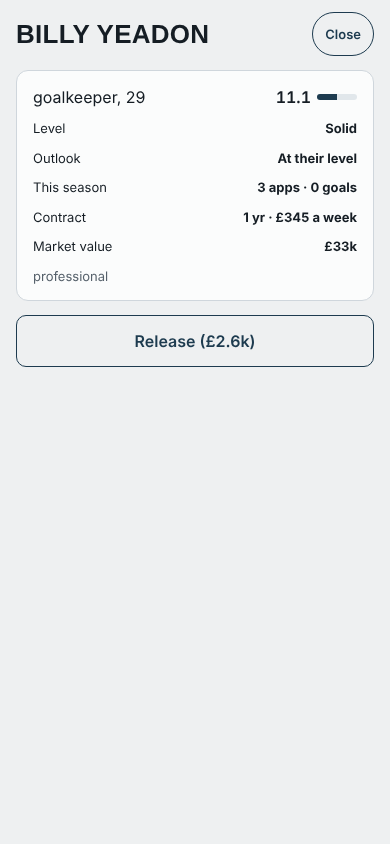 BILLY YEADON
Close
goalkeeper, 29 11.1
Level Solid
Outlook At their level
This season 3 apps · 0 goals
Contract 1 yr · £345 a week
Market value £33k
professional
Release (£2.6k)